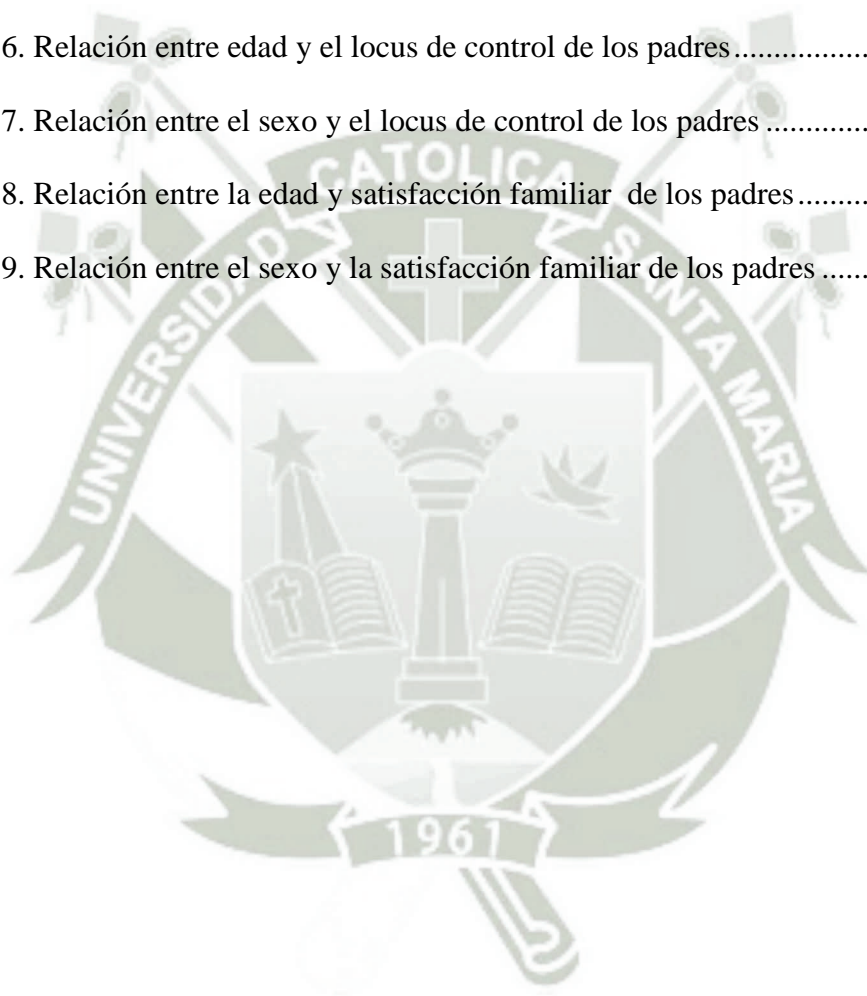 6. Relación entre edad y el locus de control de los padres.................
7. Relación entre el sexo y el locus de control de los padres .............
8. Relación entre la edad y satisfacción familiar  de los padres.........
9. Relación entre el sexo y la satisfacción familiar de los padres ......
UNIVERSIDAD CATOLICA SANTA MARIA
1961